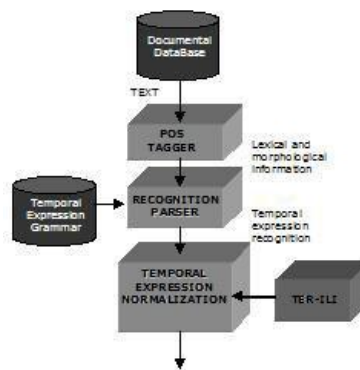 Documental
DataBase
TEXT
POS
TAGGER
Lexical and
morphological
information
Temporal
Expression
Grammar
RECOGNITION
PARSER
Temporal
expression
recognition
TEMPORAL
EXPRESSION
NORMALIZATION
TER-ILI